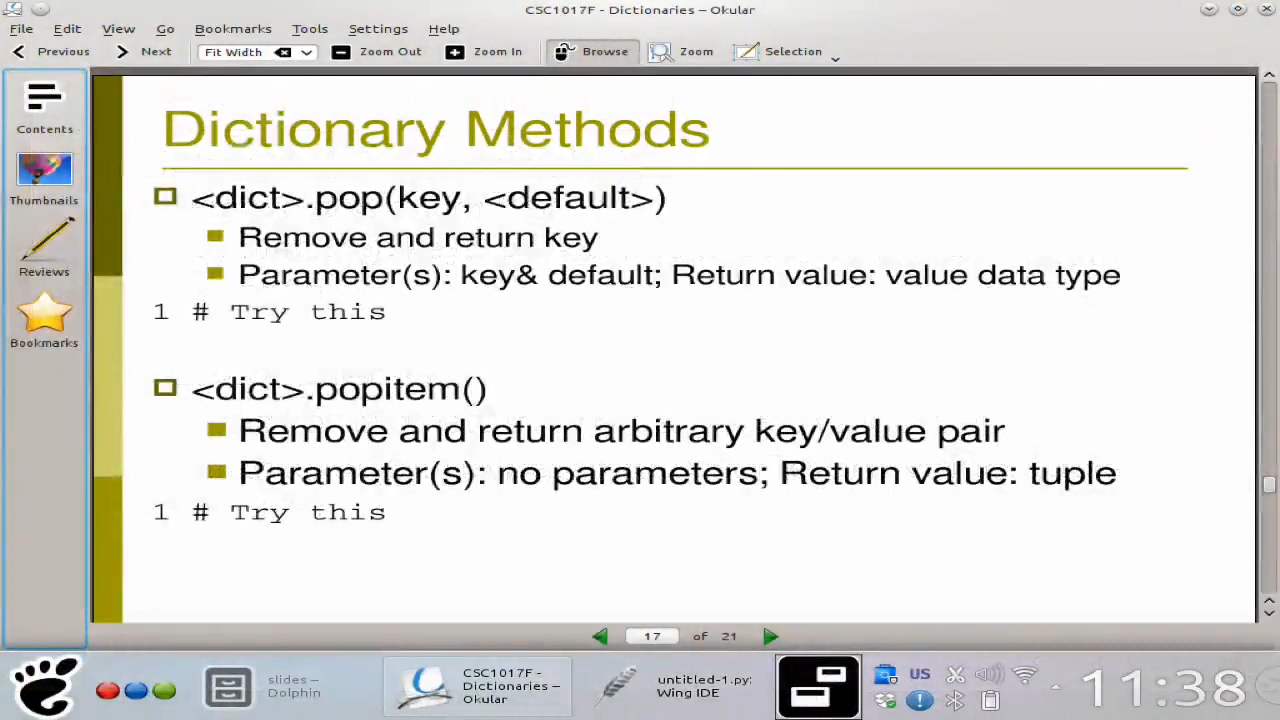 CSC1017F - Dictionaries – Okular
File Edit View Go Bookmarks Tools Settings Help
Previous Next Fit Width Zoom Out Zoom In Browse Zoom Selection
Contents
Thumbnails
Reviews
Bookmarks
Dictionary Methods
<dict>.pop(key, <default>)
Remove and return key
Parameter(s): key& default; Return value: value data type
1 # Try this
<dict>.popitem()
Remove and return arbitrary key/value pair
Parameter(s): no parameters; Return value: tuple
1 # Try this
17 of 21
slides –
Dolphin
CSC1017F -
Dictionaries –
Okular
untitled-1.py:
Wing IDE
US
11:38